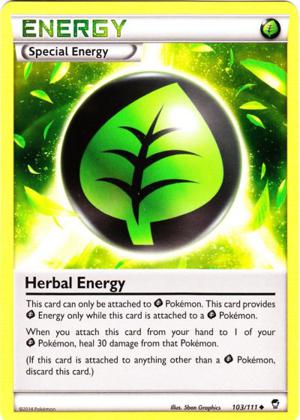 ENERGY
Special Energy
Herbal Energy
This card can only be attached to Pokémon. This card provides
Energy only while this card is attached to a Pokémon.
When you attach this card from your hand to 1 of your
Pokémon, heal 30 damage from that Pokémon.
(If this card is attached to anything other than a Pokémon,
discard this card.)
©2014 Pokémon
Illus. 5ban Graphics
103/111